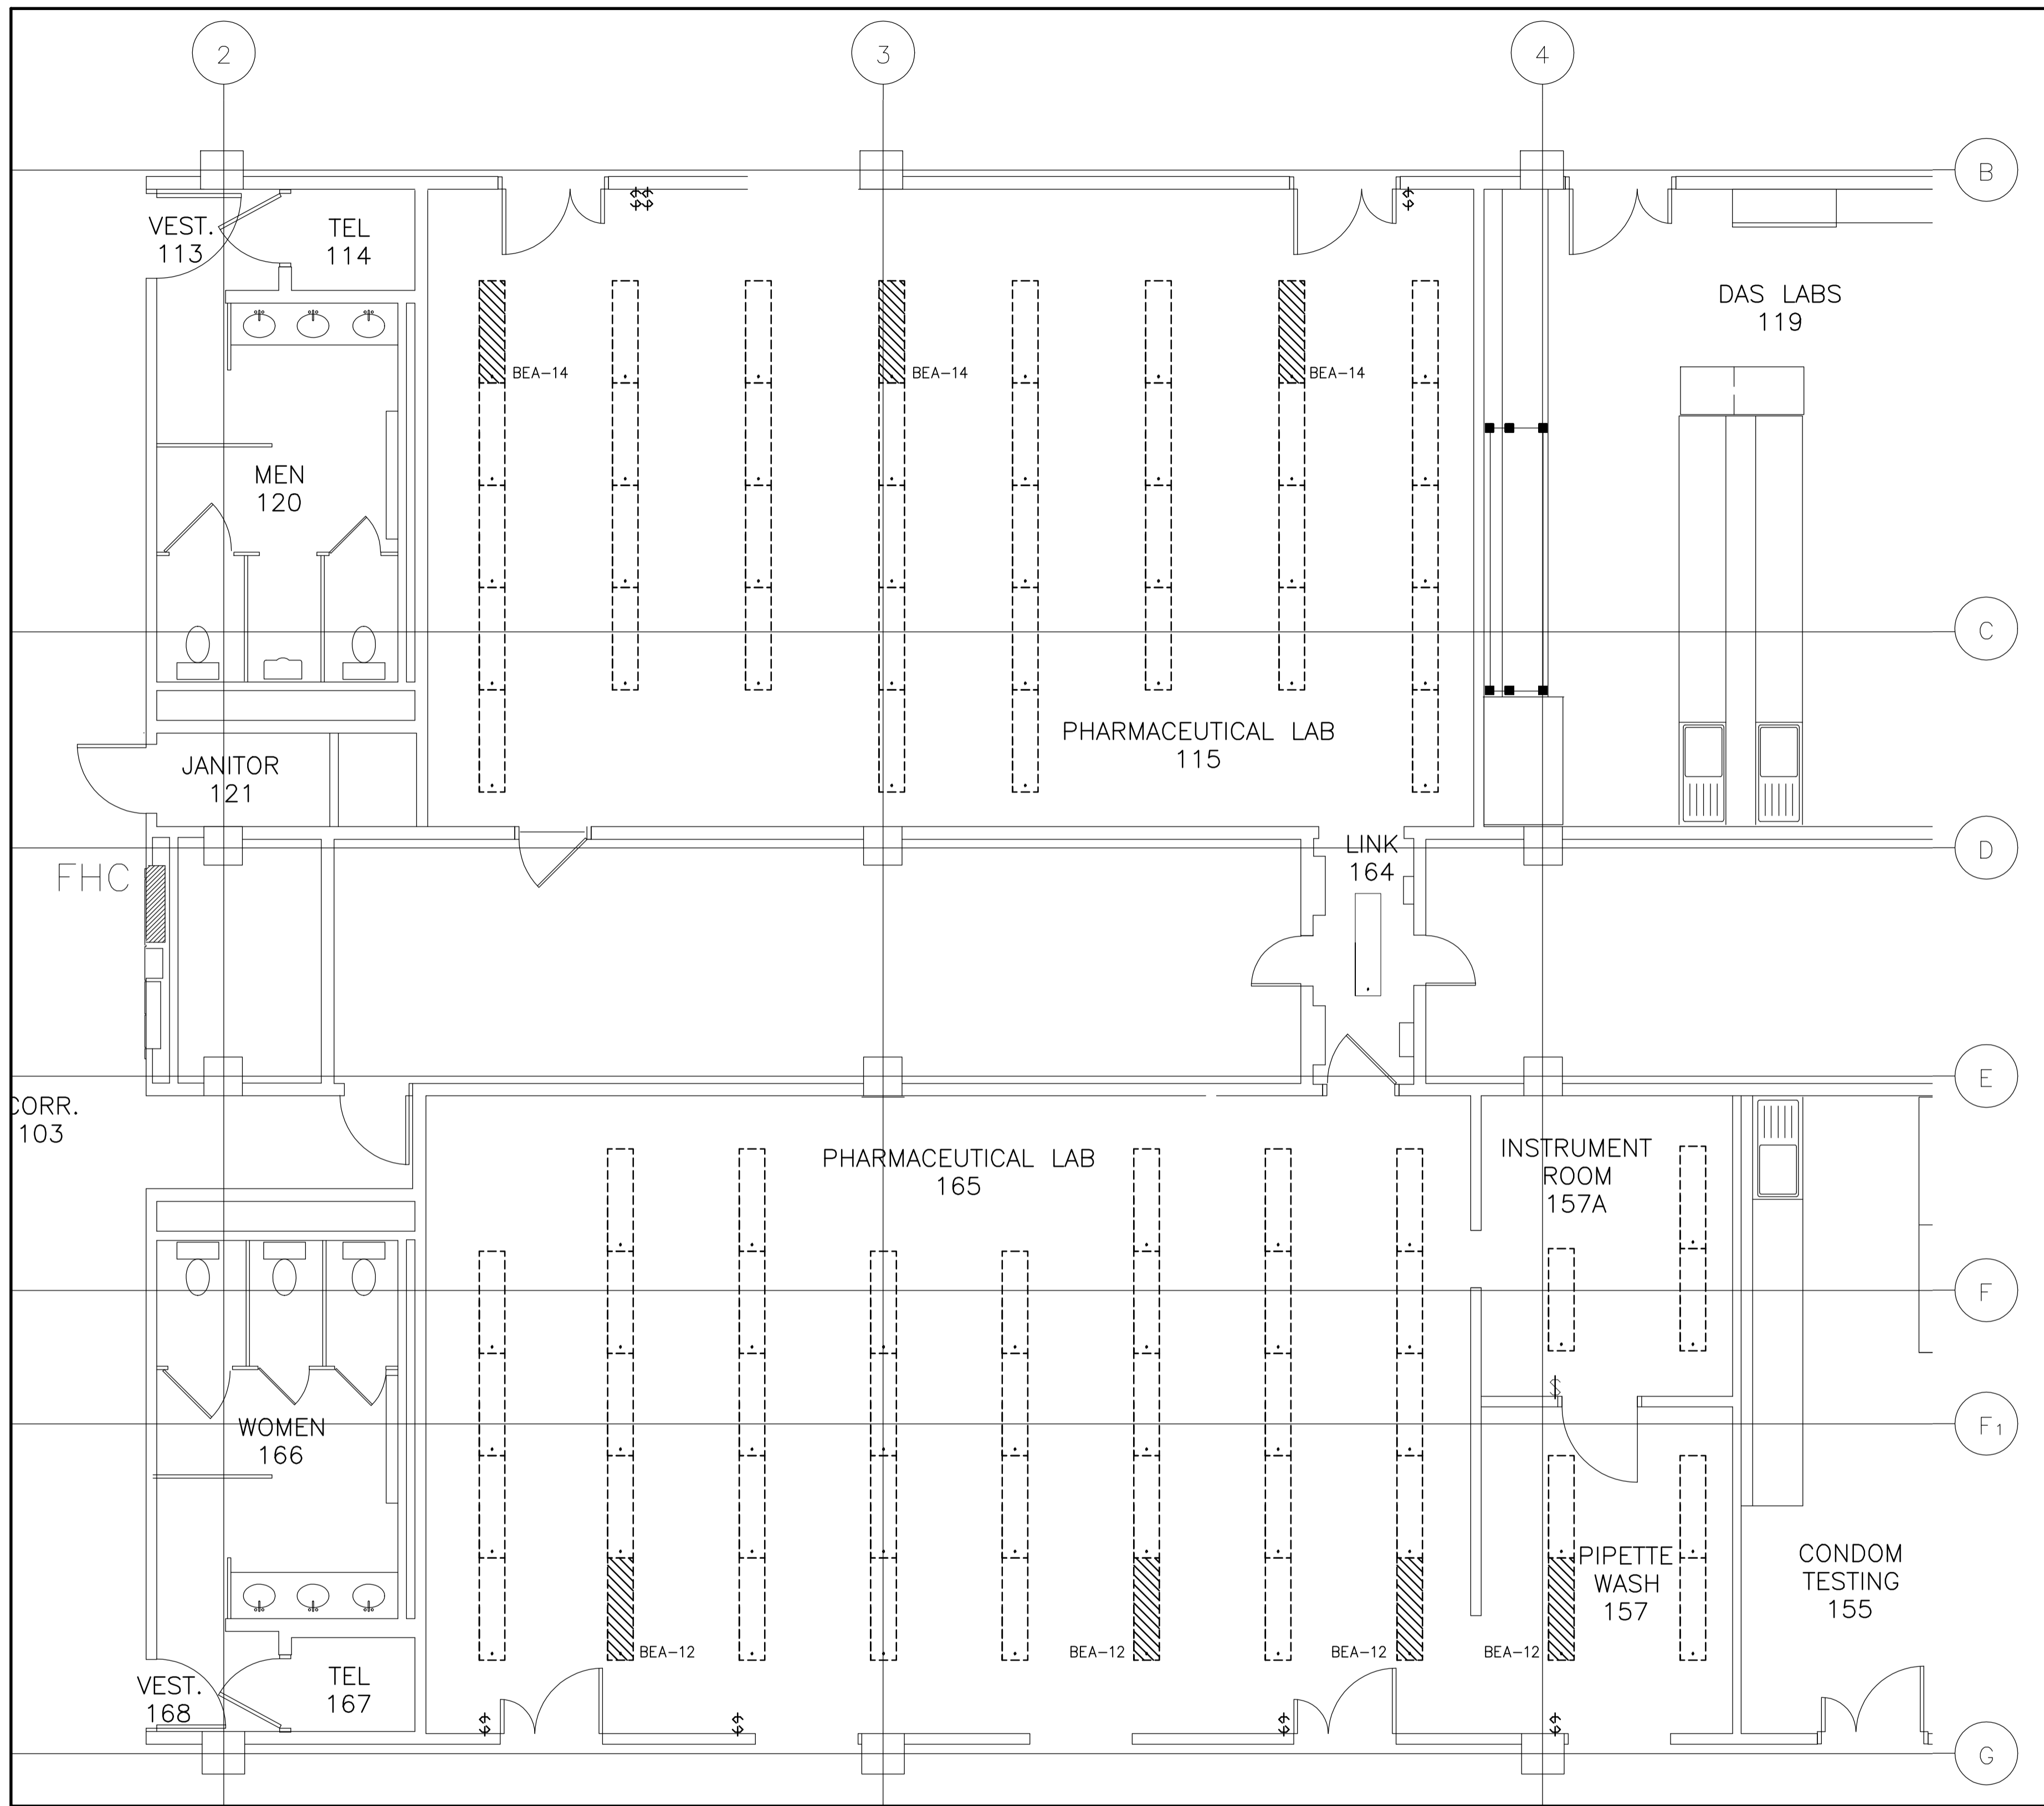 2
3
4
B
VEST.
113
TEL
114
$$
$
DAS LABS
119
BEA-14
BEA-14
BEA-14
MEN
120
C
PHARMACEUTICAL LAB
115
JANITOR
121
LINK
164
D
FHC
E
CORR.
103
PHARMACEUTICAL LAB
165
INSTRUMENT
ROOM
157A
F
$
WOMEN
166
F1
PIPETTE
WASH
157
CONDOM
TESTING
155
BEA-12
BEA-12
BEA-12
BEA-12
VEST.
168
TEL
167
$
$
$
$
G